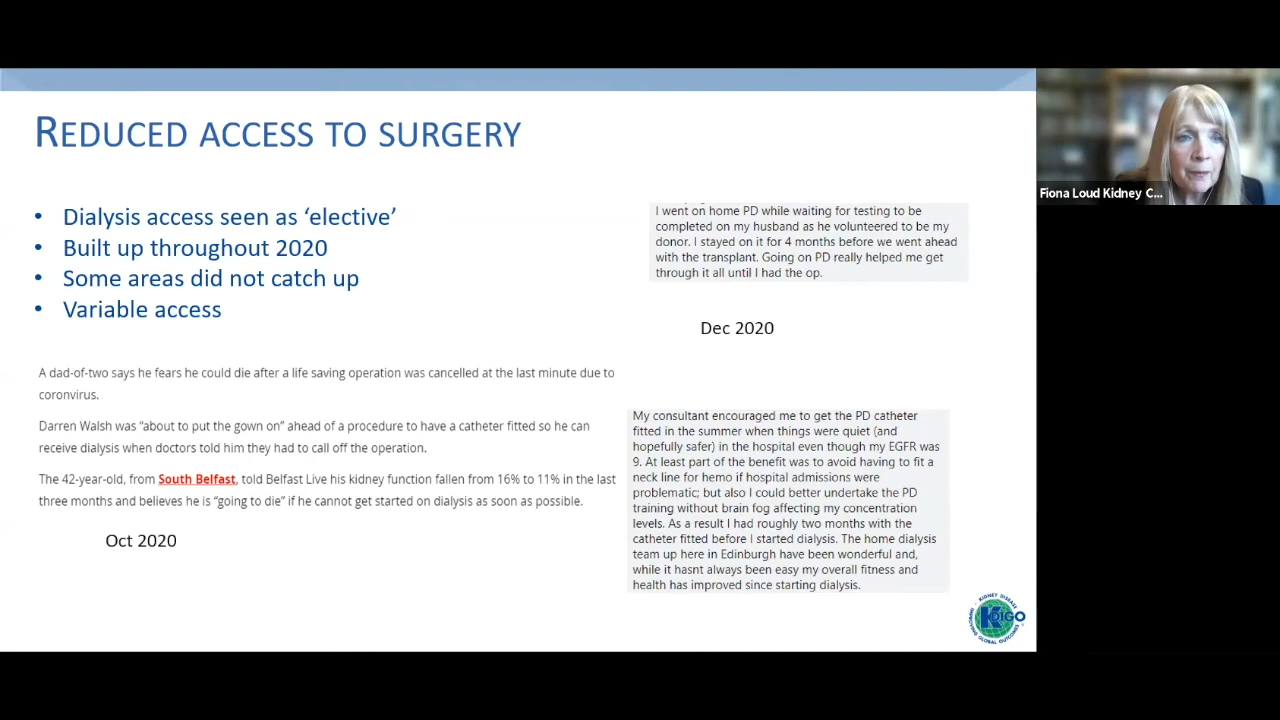 REDUCED ACCESS TO SURGERY
• Dialysis access seen as ‘elective’
• Built up throughout 2020
• Some areas did not catch up
• Variable access
A dad-of-two says he fears he could die after a life saving operation was cancelled at the last minute due to
coronvirus.
Darren Walsh was “about to put the gown on” ahead of a procedure to have a catheter fitted so he can
receive dialysis when doctors told him they had to call off the operation.
The 42-year-old, from South Belfast, told Belfast Live his kidney function fallen from 16% to 11% in the last
three months and believes he is “going to die” if he cannot get started on dialysis as soon as possible.
Oct 2020
I went on home PD while waiting for testing to be
completed on my husband as he volunteered to be my
donor. I stayed on it for 4 months before we went ahead
with the transplant. Going on PD really helped me get
through it all until I had the op.
Dec 2020
My consultant encouraged me to get the PD catheter
fitted in the summer when things were quiet (and
hopefully safer) in the hospital even though my EGFR was
9. At least part of the benefit was to avoid having to fit a
neck line for hemo if hospital admissions were
problematic; but also I could better undertake the PD
training without brain fog affecting my concentration
levels. As a result I had roughly two months with the
catheter fitted before I started dialysis. The home dialysis
team up here in Edinburgh have been wonderful and,
while it hasnt always been easy my overall fitness and
health has improved since starting dialysis.
KIDNEY DISEASE
KDIGO
IMPROVING GLOBAL OUTCOMES
Fiona Loud Kidney C...